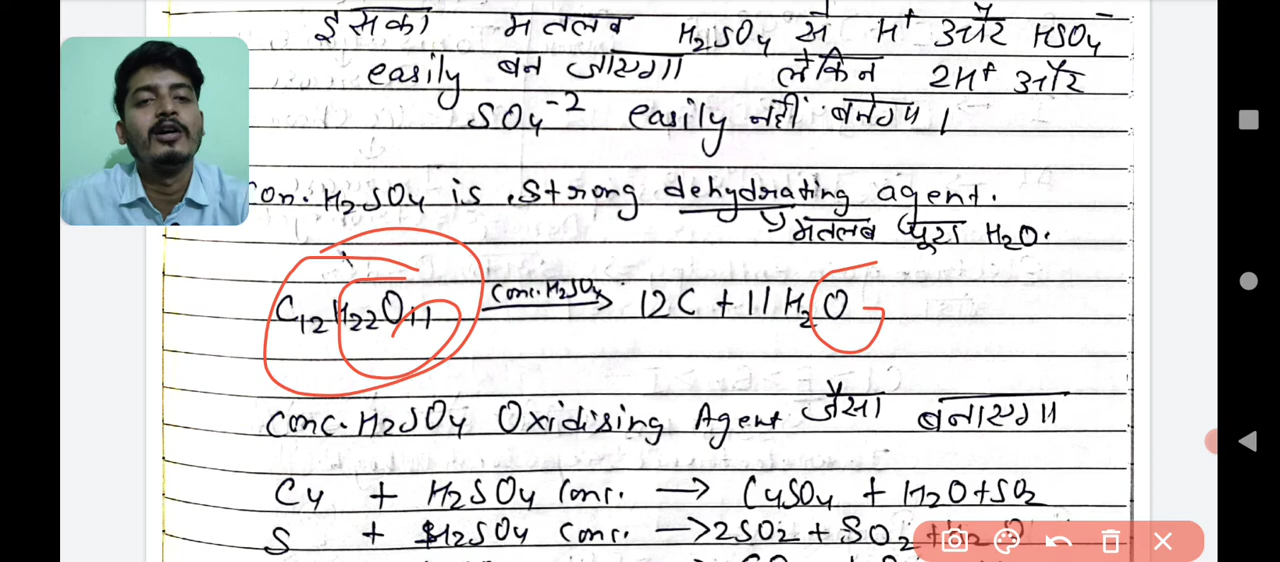 इसका मतलब H₂SO₄ से H⁺ और HSO₄⁻
easily बन जाएगा लेकिन 2H⁺ और
SO₄⁻² easily नहीं बनेगा।
Con. H₂SO₄ is strong dehydrating agent.
मतलब पूरा H₂O.
C₁₂H₂₂O₁₁ conc. H₂SO₄ → 12C + 11H₂O
Conc. H₂SO₄ Oxidising Agent जैसा बनाएगा
Cu + H₂SO₄ conc. → CuSO₄ + H₂O + SO₂
S + H₂SO₄ conc. → 2SO₂ + SO₂ + H₂O